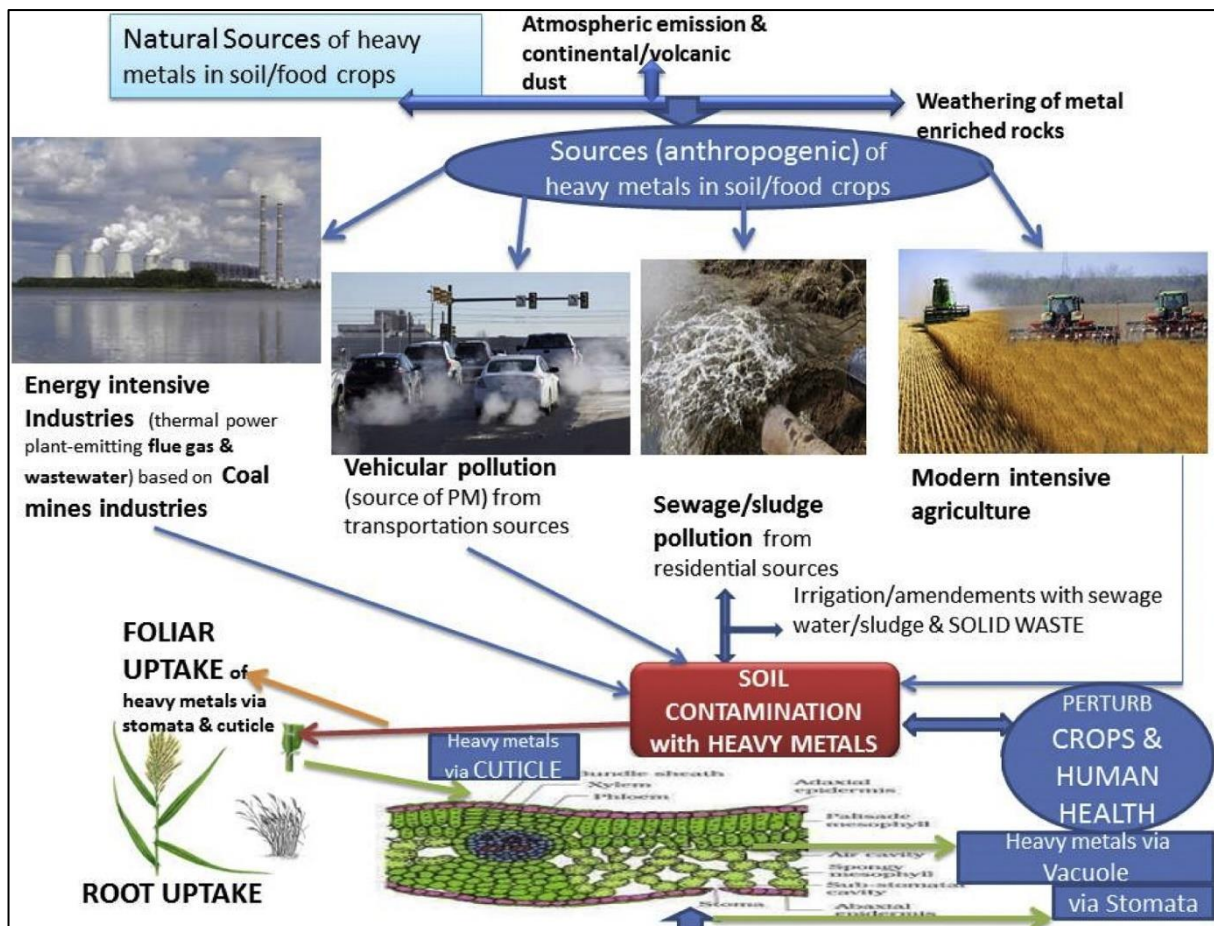 Natural Sources of heavy
metals in soil/food crops
Atmospheric emission &
continental/volcanic
dust
Weathering of metal
enriched rocks
Sources (anthropogenic) of
heavy metals in soil/food crops
Energy intensive
Industries (thermal power
plant-emitting flue gas &
wastewater) based on Coal
mines industries
Vehicular pollution
(source of PM) from
transportation sources
Sewage/sludge
pollution from
residential sources
Modern intensive
agriculture
Irrigation/amendements with sewage
water/sludge & SOLID WASTE
FOLIAR
UPTAKE of
heavy metals via
stomata & cuticle
SOIL
CONTAMINATION
with HEAVY METALS
PERTURB
CROPS &
HUMAN
HEALTH
Heavy metals
via CUTICLE
sheath
Xylem
Phloem
Adaxial
epidermis
Palisade
mesophyll
Air cavity
Spongy
mesophyll
Sub-stomatal
cavity
Stoma
Abaxial
epidermis
Heavy metals via
Vacuole
via Stomata
ROOT UPTAKE